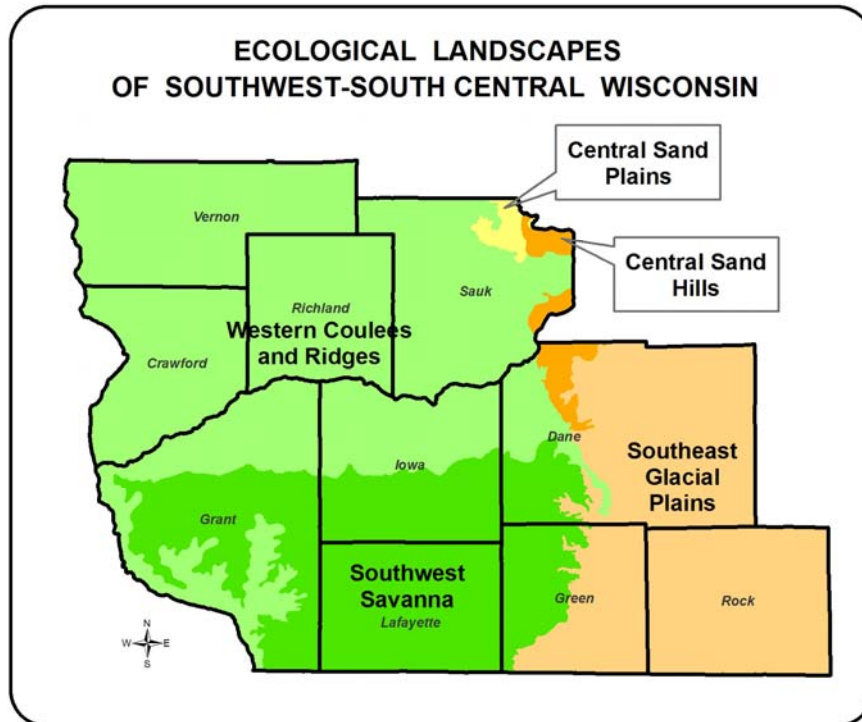 ECOLOGICAL LANDSCAPES
OF SOUTHWEST-SOUTH CENTRAL WISCONSIN
Central Sand
Plains
Vernon
Central Sand
Hills
Sauk
Richland
Western Coulees
and Ridges
Crawford
Dane
Southeast
Glacial
Plains
Iowa
Grant
Southwest
Savanna
Lafayette
Green
Rock
N
W E
S